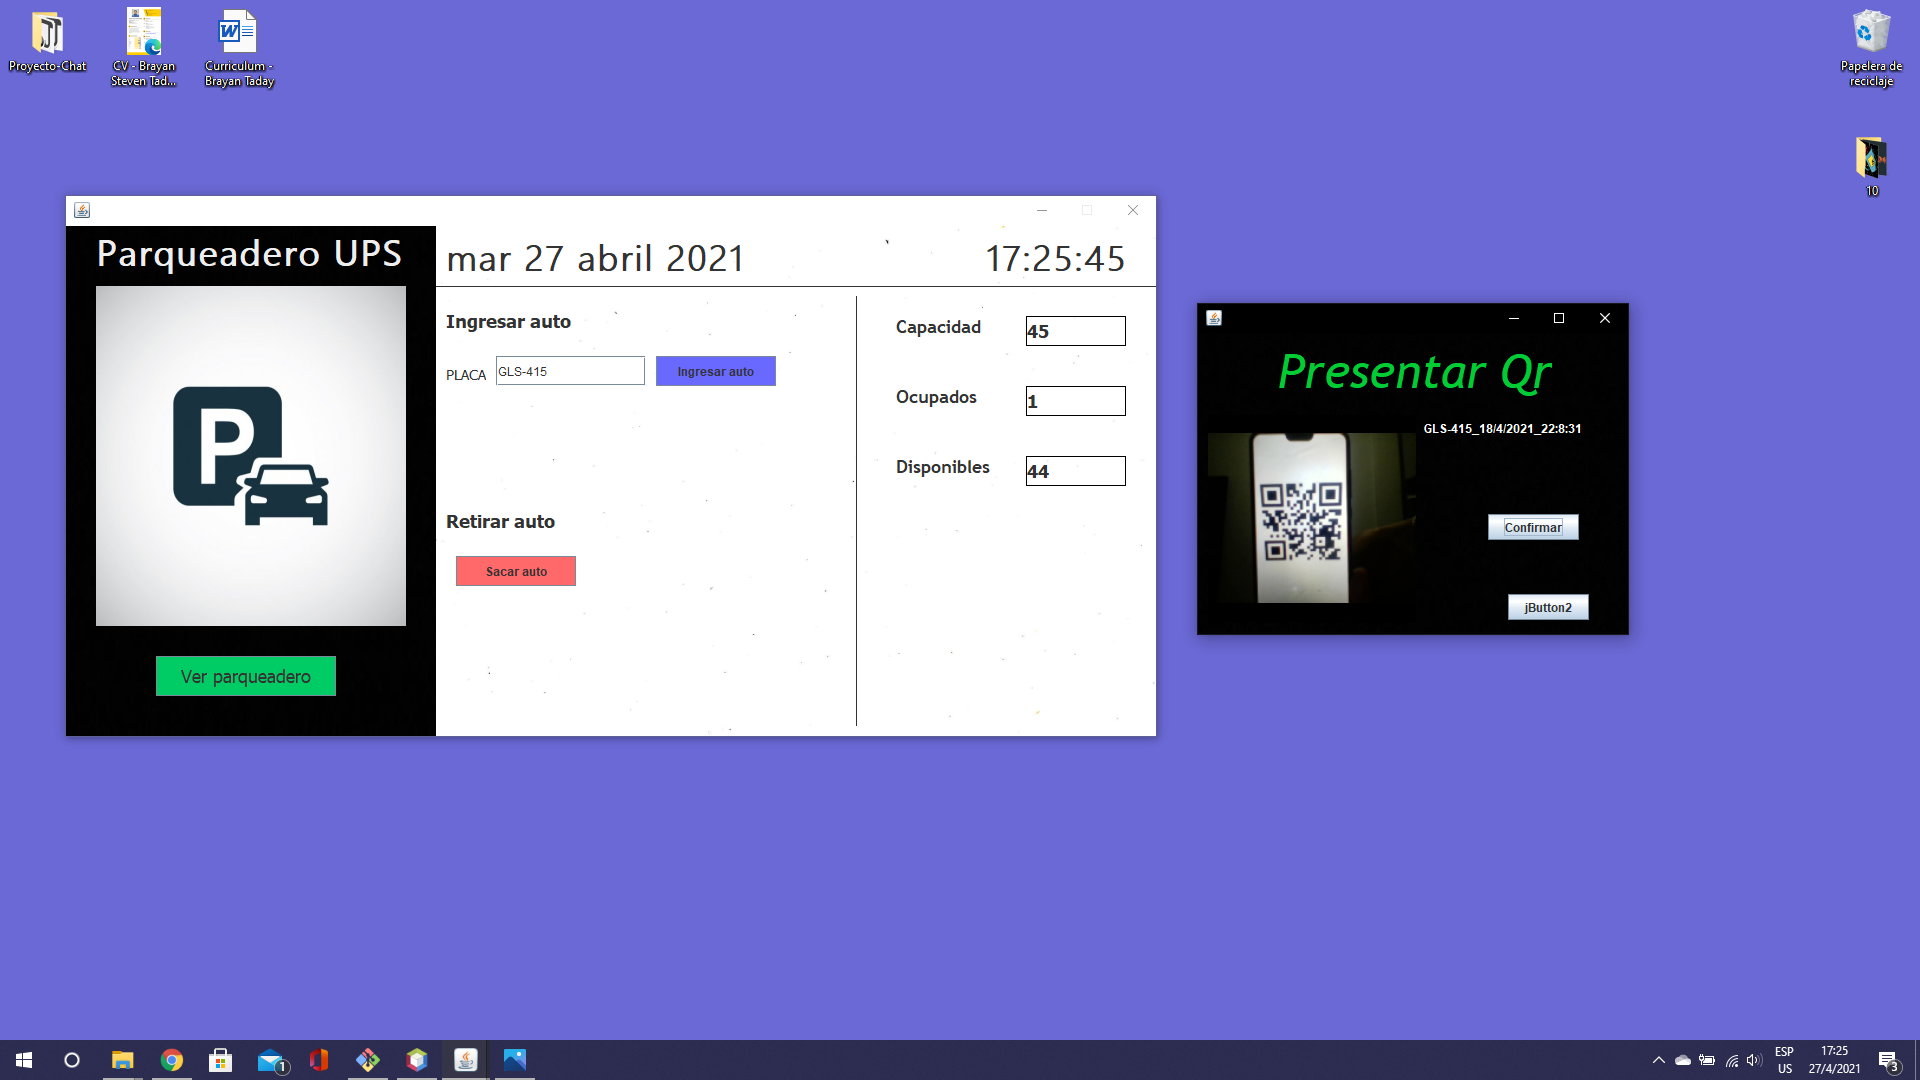 Proyecto-Chat
CV - Brayan
Steven Tad...
Curriculum -
Brayan Taday
Papelera de
reciclaje
10
Parqueadero UPS
P
Ver parqueadero
mar 27 abril 2021
17:25:45
Ingresar auto
PLACA
GLS-415
Ingresar auto
Retirar auto
Sacar auto
Capacidad
45
Ocupados
1
Disponibles
44
Presentar Qr
GLS-415_18/4/2021_22:8:31
Confirmar
jButton2
1
ESP
US
17:25
27/4/2021
3